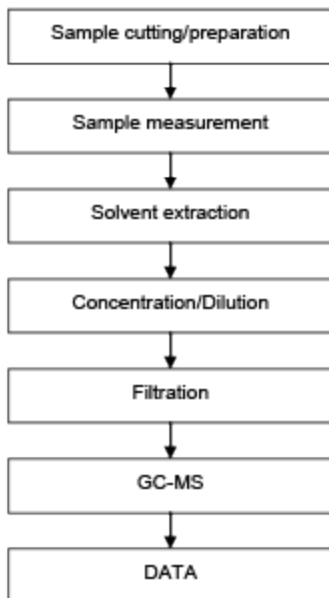 Sample cutting/preparation
Sample measurement
Solvent extraction
Concentration/Dilution
Filtration
GC-MS
DATA